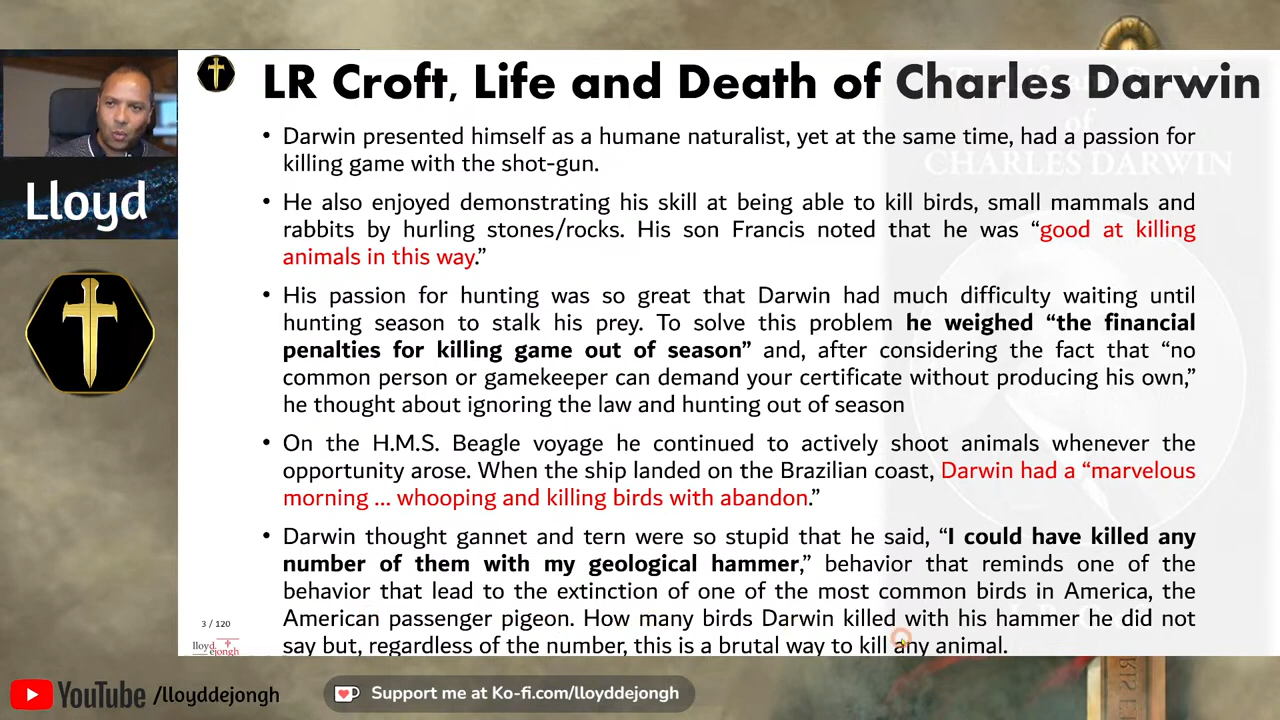 LR Croft, Life and Death of Charles Darwin
• Darwin presented himself as a humane naturalist, yet at the same time, had a passion for
killing game with the shot-gun.
• He also enjoyed demonstrating his skill at being able to kill birds, small mammals and
rabbits by hurling stones/rocks. His son Francis noted that he was “good at killing
animals in this way.”
• His passion for hunting was so great that Darwin had much difficulty waiting until
hunting season to stalk his prey. To solve this problem he weighed “the financial
penalties for killing game out of season” and, after considering the fact that “no
common person or gamekeeper can demand your certificate without producing his own,”
he thought about ignoring the law and hunting out of season
• On the H.M.S. Beagle voyage he continued to actively shoot animals whenever the
opportunity arose. When the ship landed on the Brazilian coast, Darwin had a “marvelous
morning ... whooping and killing birds with abandon.”
• Darwin thought gannet and tern were so stupid that he said, “I could have killed any
number of them with my geological hammer,” behavior that reminds one of the
behavior that lead to the extinction of one of the most common birds in America, the
American passenger pigeon. How many birds Darwin killed with his hammer he did not
say but, regardless of the number, this is a brutal way to kill any animal.
of
CHARLES DARWIN
Lloyd
3 / 120
lloyd
dejongh
YouTube /lloyddejongh
Support me at Ko-fi.com/lloyddejongh